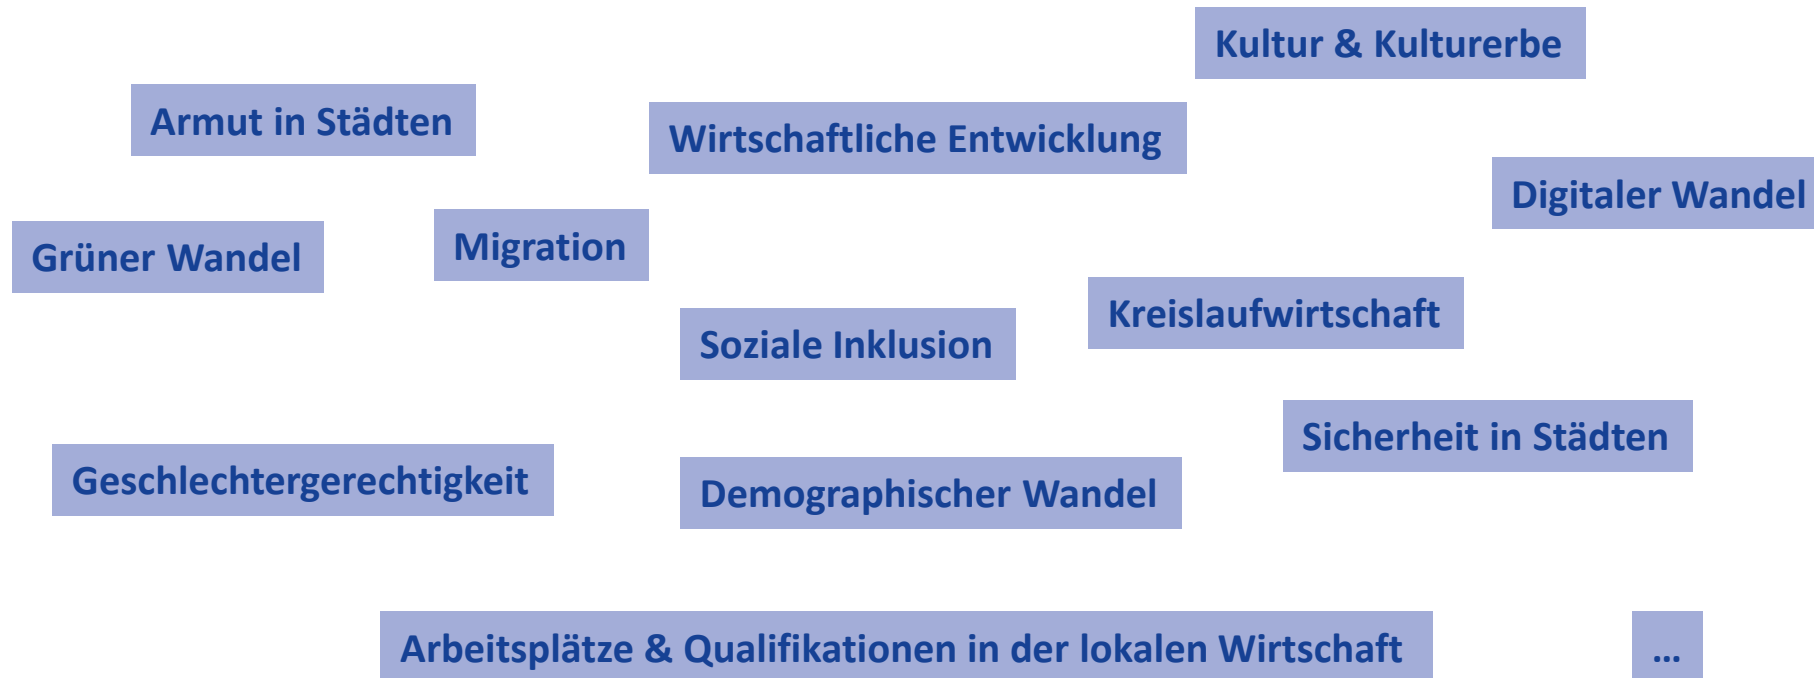 Kultur & Kulturerbe
Armut in Städten
Wirtschaftliche Entwicklung
Digitaler Wandel
Grüner Wandel
Migration
Kreislaufwirtschaft
Soziale Inklusion
Sicherheit in Städten
Geschlechtergerechtigkeit
Demographischer Wandel
Arbeitsplätze & Qualifikationen in der lokalen Wirtschaft
...